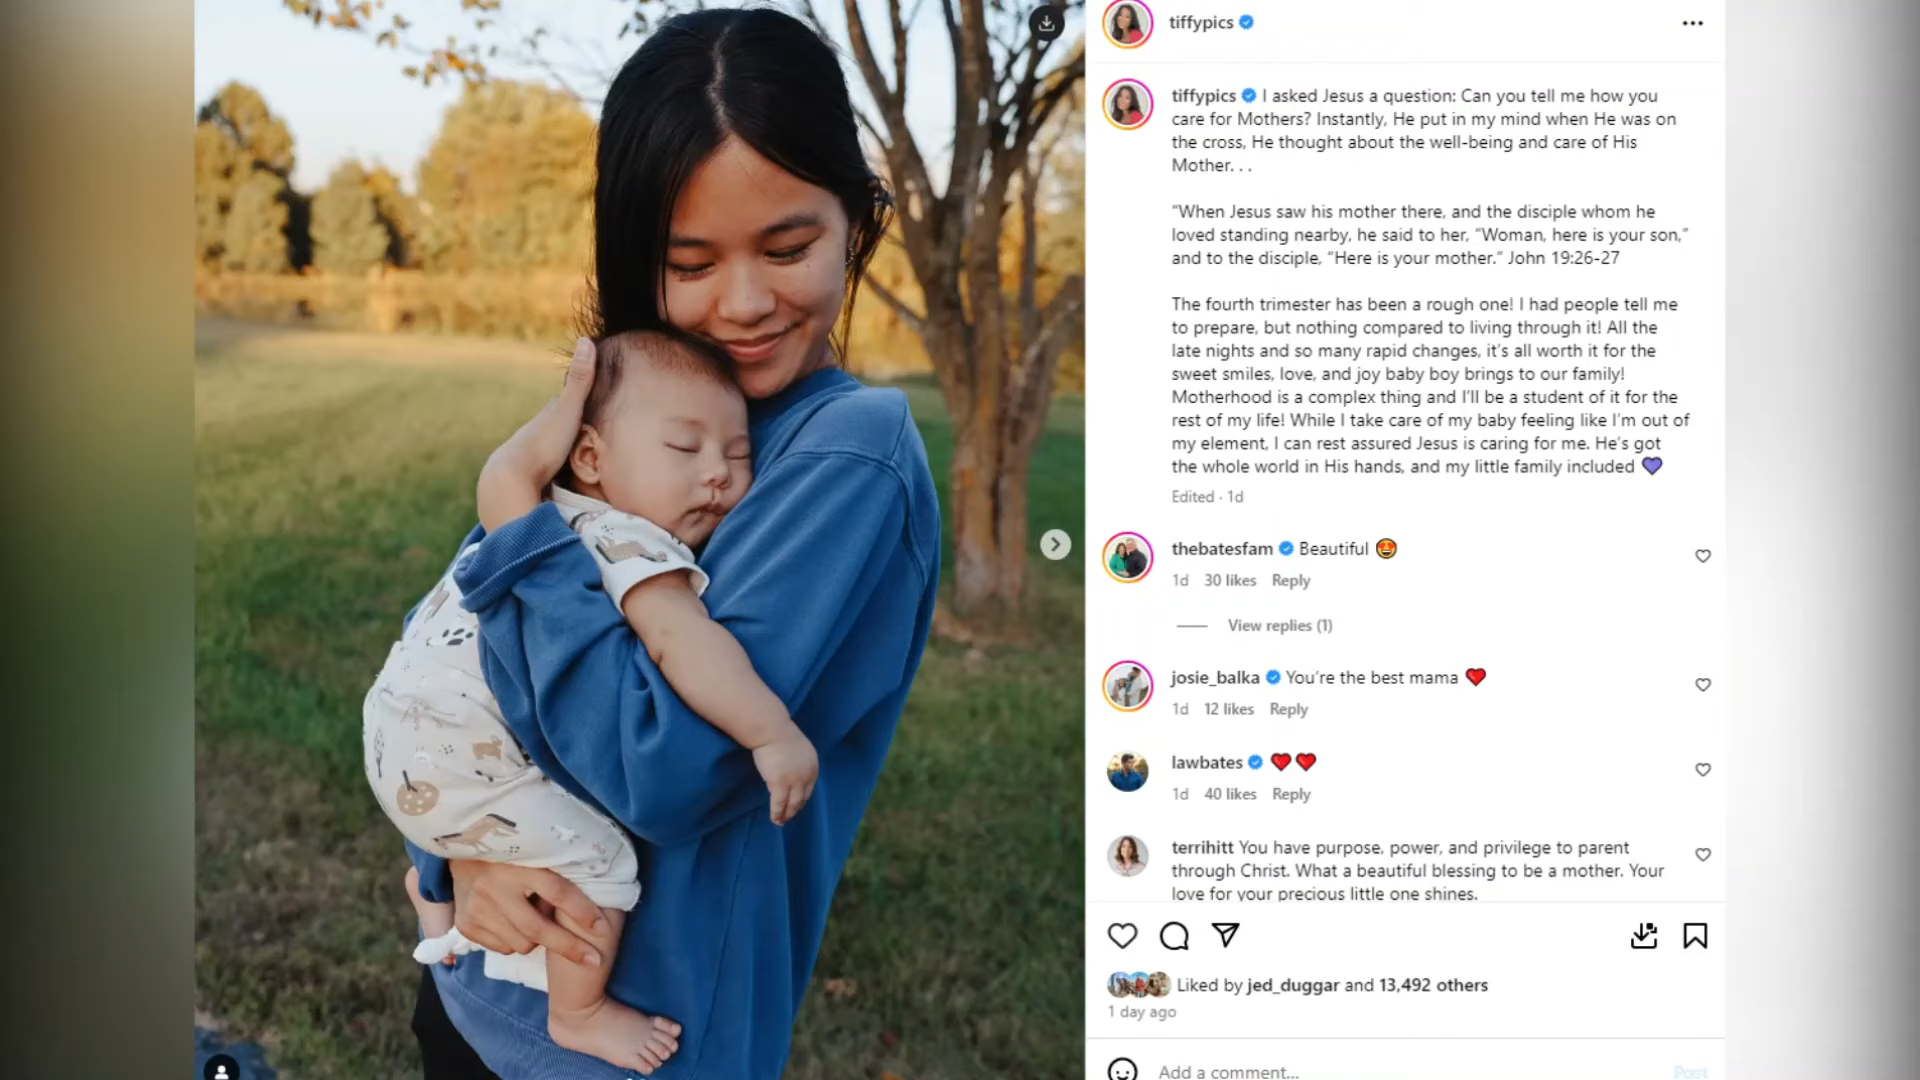 tiffypics
tiffypics I asked Jesus a question: Can you tell me how you
care for Mothers? Instantly, He put in my mind when He was on
the cross, He thought about the well-being and care of His
Mother. . .
“When Jesus saw his mother there, and the disciple whom he
loved standing nearby, he said to her, “Woman, here is your son,”
and to the disciple, “Here is your mother.” John 19:26-27
The fourth trimester has been a rough one! I had people tell me
to prepare, but nothing compared to living through it! All the
late nights and so many rapid changes, it’s all worth it for the
sweet smiles, love, and joy baby boy brings to our family!
Motherhood is a complex thing and I’ll be a student of it for the
rest of my life! While I take care of my baby feeling like I’m out of
my element, I can rest assured Jesus is caring for me. He’s got
the whole world in His hands, and my little family included 💜
Edited · 1d
thebatesfam Beautiful 😍
1d 30 likes Reply
View replies (1)
josie_balka You’re the best mama ❤️
1d 12 likes Reply
lawbates ❤️❤️
1d 40 likes Reply
terrihitt You have purpose, power, and privilege to parent
through Christ. What a beautiful blessing to be a mother. Your
love for your precious little one shines.
Liked by jed_duggar and 13,492 others
1 day ago
Add a comment... Post